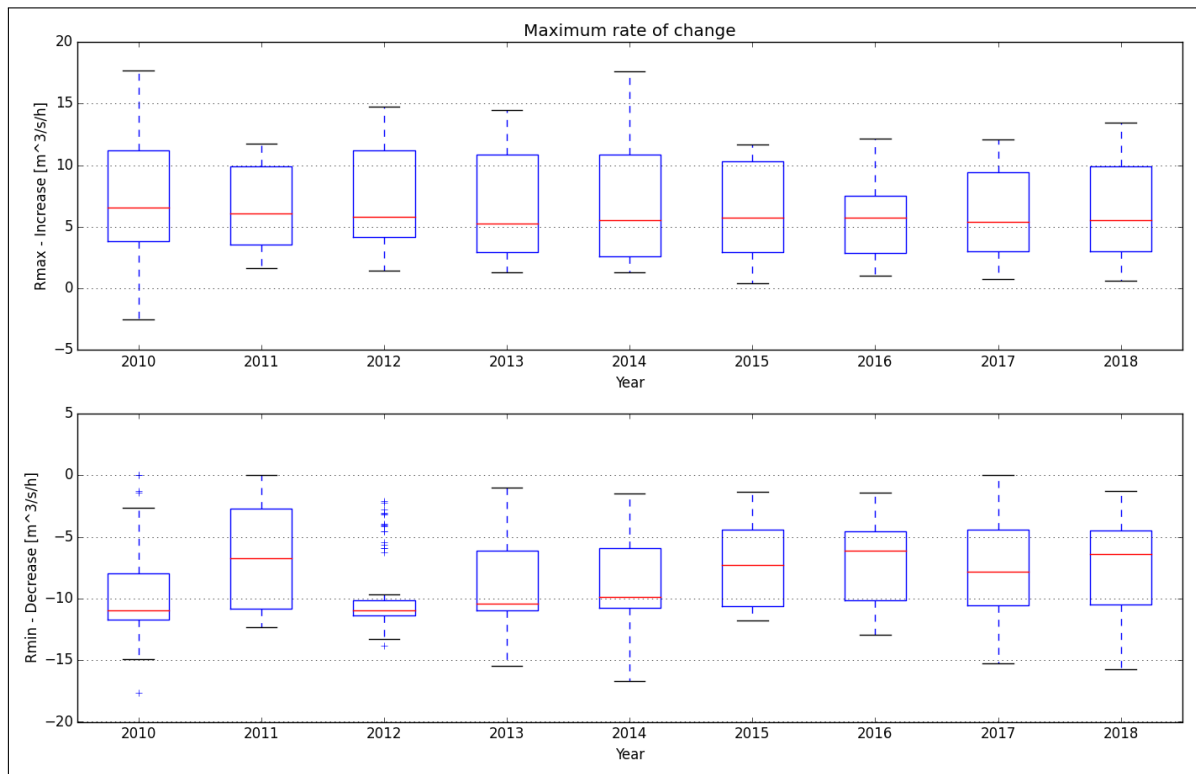 Maximum rate of change
Rmax - Increase [m^3/s/h]
20
15
10
5
0
−5
2010 2011 2012 2013 2014 2015 2016 2017 2018
Year
Rmin - Decrease [m^3/s/h]
5
0
−5
−10
−15
−20
2010 2011 2012 2013 2014 2015 2016 2017 2018
Year